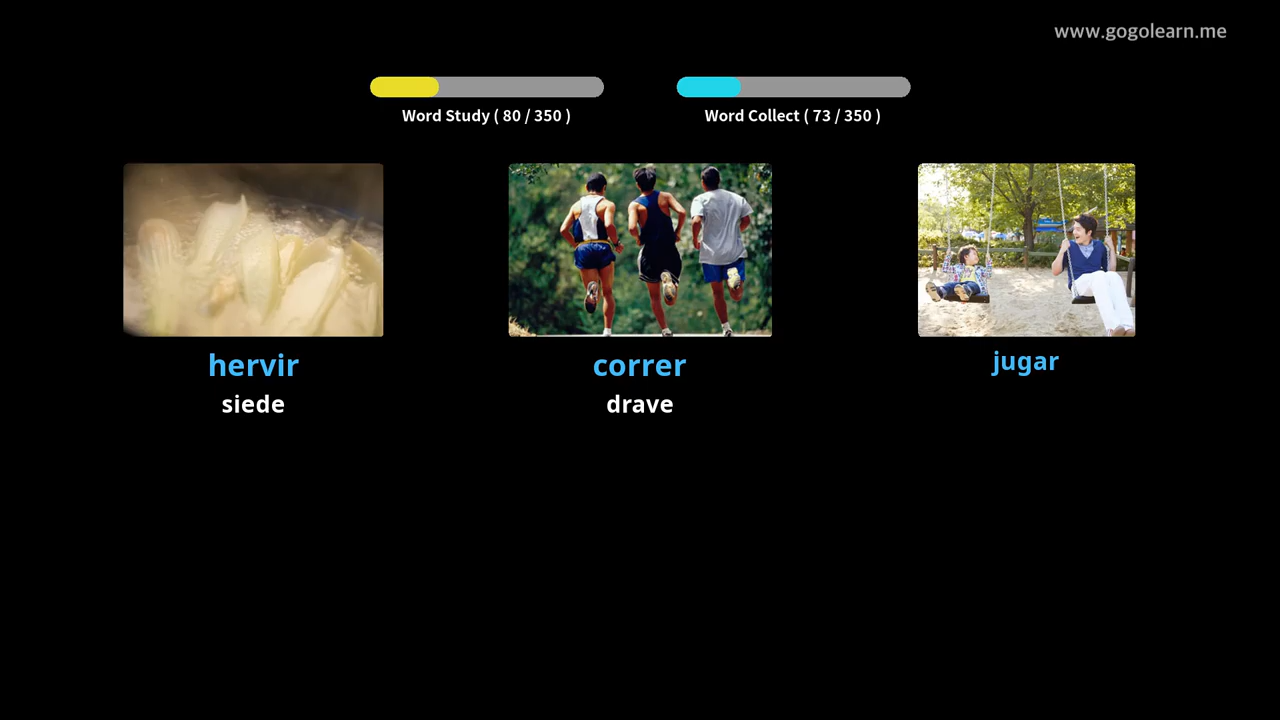 www.gogolearn.me
Word Study ( 80 / 350 )
Word Collect ( 73 / 350 )
hervir
siede
correr
drave
jugar